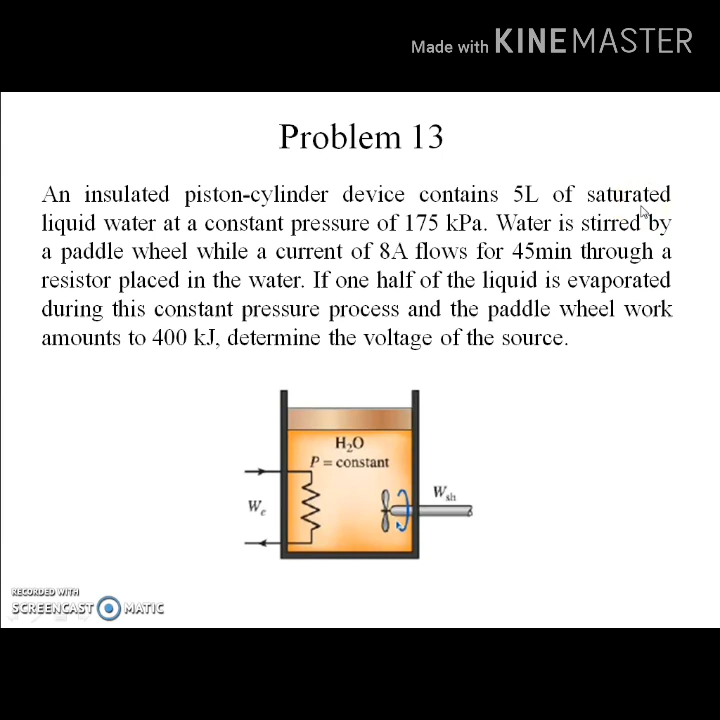 Made with KINEMASTER
Problem 13
An insulated piston-cylinder device contains 5L of saturated
liquid water at a constant pressure of 175 kPa. Water is stirred by
a paddle wheel while a current of 8A flows for 45min through a
resistor placed in the water. If one half of the liquid is evaporated
during this constant pressure process and the paddle wheel work
amounts to 400 kJ, determine the voltage of the source.
H₂O
P = constant
Wsh
We
RECORDED WITH
SCREENCAST O MATIC